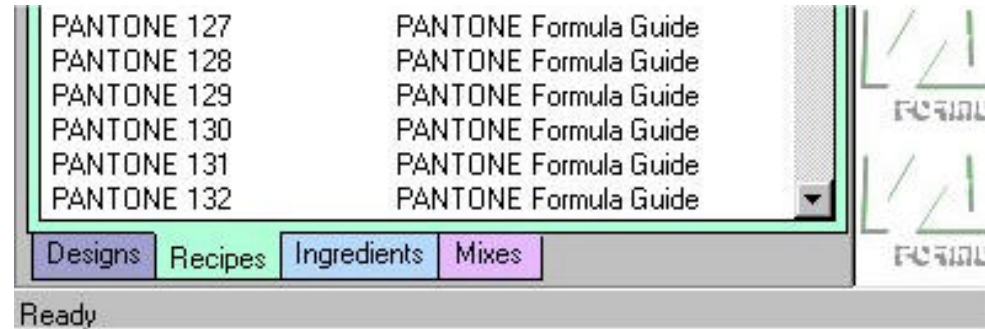 PANTONE 127 PANTONE Formula Guide
PANTONE 128 PANTONE Formula Guide
PANTONE 129 PANTONE Formula Guide
PANTONE 130 PANTONE Formula Guide
PANTONE 131 PANTONE Formula Guide
PANTONE 132 PANTONE Formula Guide
Designs Recipes Ingredients Mixes
Ready